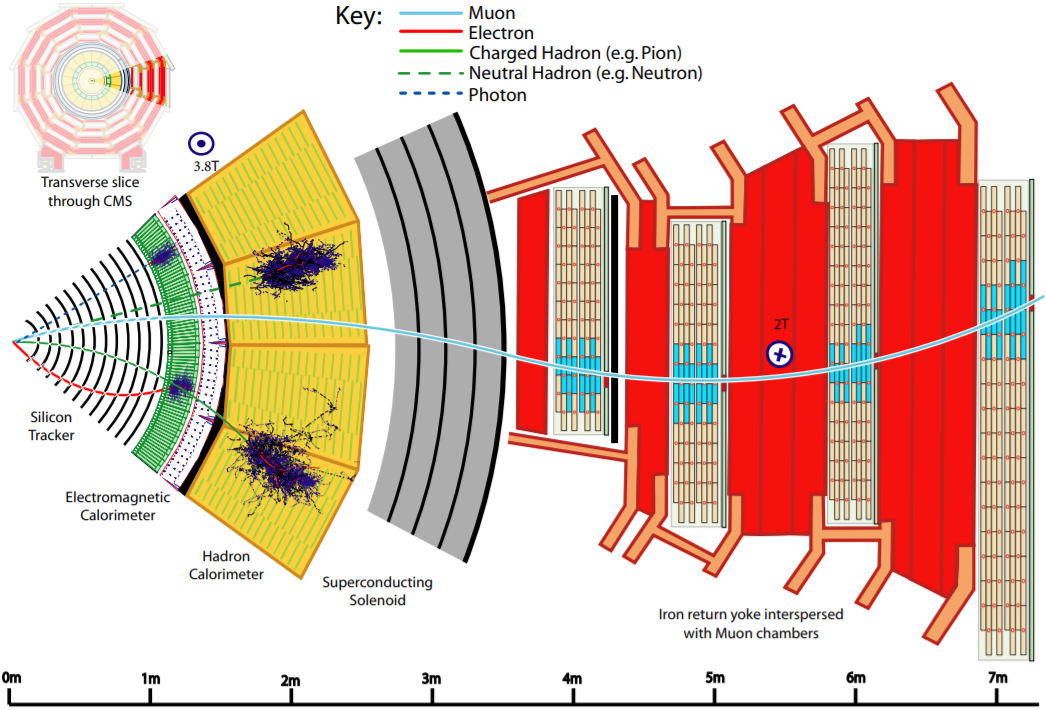 Key:
Muon
Electron
Charged Hadron (e.g. Pion)
Neutral Hadron (e.g. Neutron)
Photon
Transverse slice
through CMS
3.8T
2T
Silicon
Tracker
Electromagnetic
Calorimeter
Hadron
Calorimeter
Superconducting
Solenoid
Iron return yoke interspersed
with Muon chambers
0m 1m 2m 3m 4m 5m 6m 7m